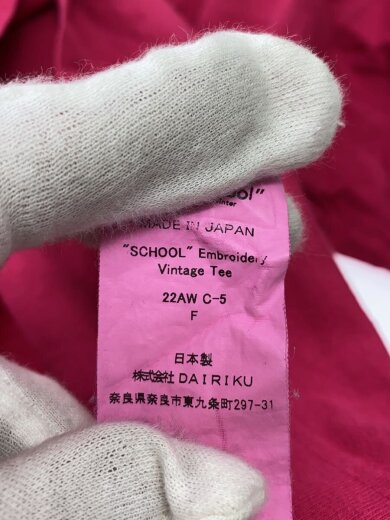 MADE IN JAPAN
"SCHOOL" Embroidery
Vintage Tee
22AW C-5
F
日本製
株式会社 DAIRIKU
奈良県奈良市東九条町297-31